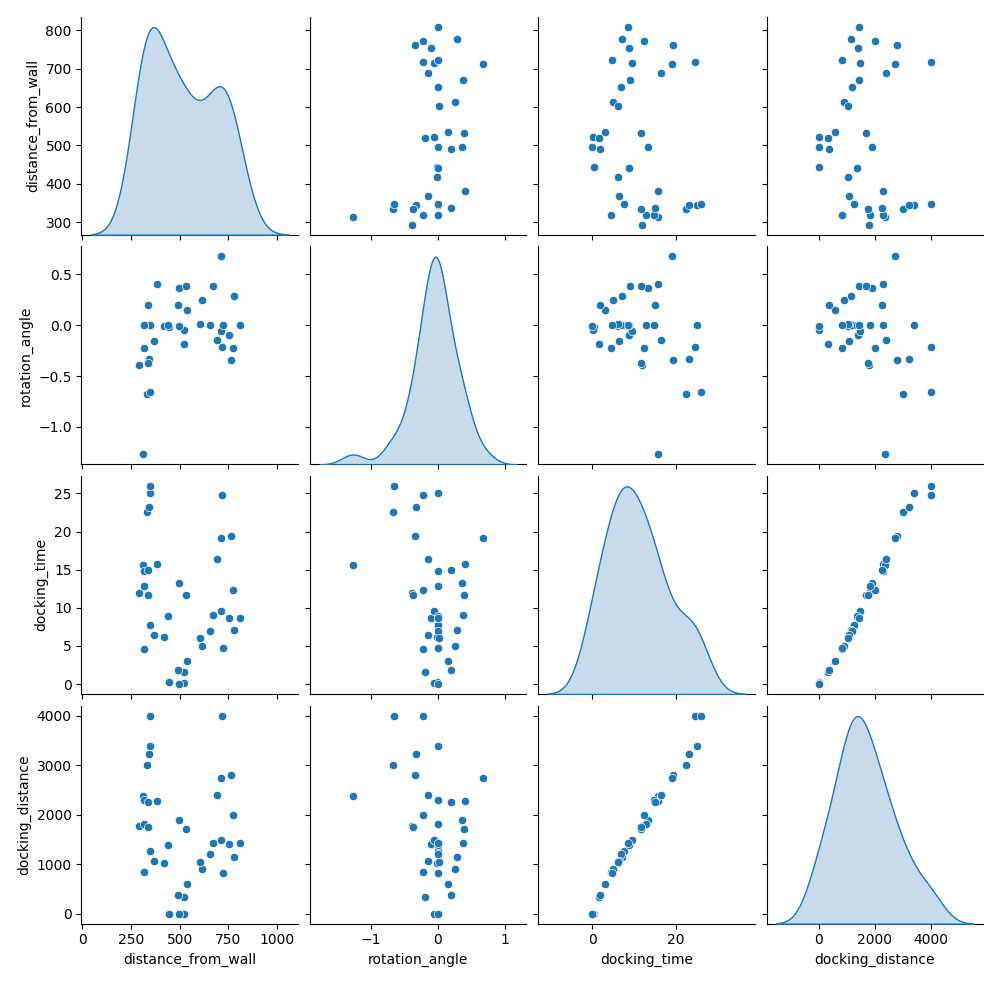 800
700
600
500
400
300
distance_from_wall
0.5
0.0
−0.5
−1.0
rotation_angle
25
20
15
10
5
0
docking_time
4000
3000
2000
1000
0
docking_distance
0 250 500 750 1000
−1 0 1
0 20
0 2000 4000
distance_from_wall
rotation_angle
docking_time
docking_distance